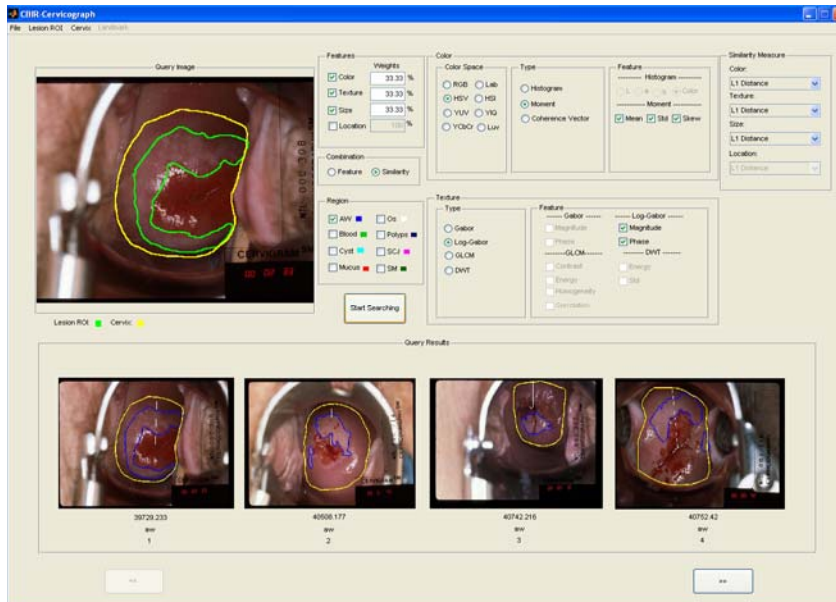 CBIR-Cervicograph
File Lesion ROI Cervix Landmark
Query Image
Lesion ROI: Cervix:
Features
Weights
Color 33.33 %
Texture 33.33 %
Size 33.33 %
Location 100 %
Combination
Feature Similarity
Region
AW Os
Blood Polyps
Cyst SCJ
Mucus SM
Start Searching
Color
Color Space
RGB Lab
HSV HSI
YUV YIQ
YCbCr Luv
Type
Histogram
Moment
Coherence Vector
Feature
Histogram
Color
Moment
Mean Std Skew
Similarity Measure
Color:
L1 Distance
Texture:
L1 Distance
Size:
L1 Distance
Location:
L1 Distance
Texture
Type
Gabor
Log-Gabor
GLCM
DWT
Feature
Gabor
Magnitude
Phase
GLCM
Contrast
Energy
Homogeneity
Correlation
Log-Gabor
Magnitude
Phase
DWT
Energy
Std
Query Results
39729.233
aw
1
40508.177
aw
2
40742.216
aw
3
40752.42
aw
4